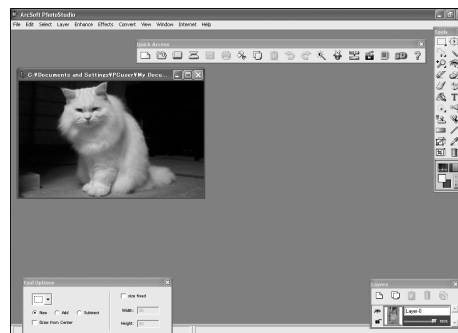 ArcSoft PhotoStudio
File Edit Select Layer Enhance Effects Convert View Window Internet Help
Quick Access
Tools
C:¥Documents and Settings¥PCuser¥My Docu...
Tool Options
New Add Subtract
Draw from Center
size fixed
Width:
Height:
Layers
Layer-0